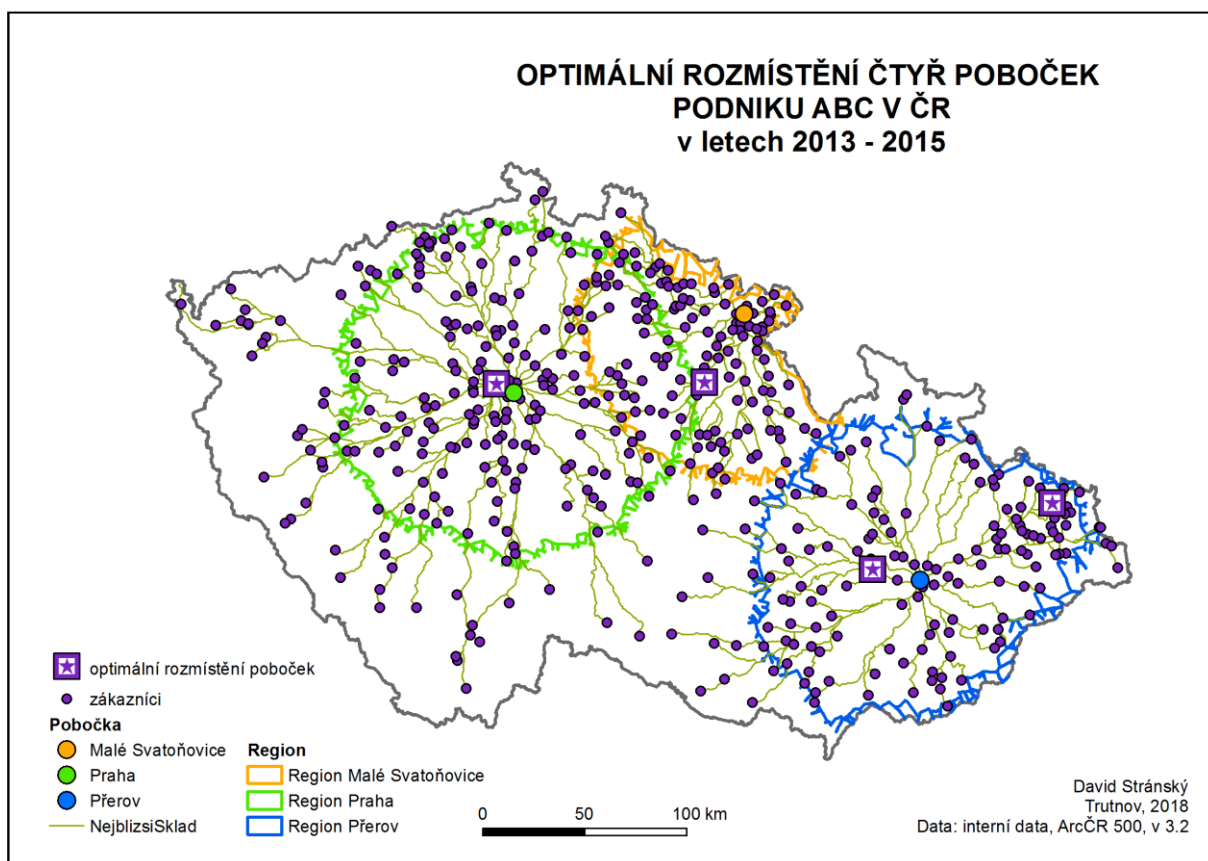 OPTIMÁLNÍ ROZMÍSTĚNÍ ČTYŘ POBOČEK
PODNIKU ABC V ČR
v letech 2013 - 2015
optimální rozmístění poboček
zákazníci
Pobočka
Malé Svatoňovice
Praha
Přerov
NejblizsiSklad
Region
Region Malé Svatoňovice
Region Praha
Region Přerov
0 50 100 km
David Stránský
Trutnov, 2018
Data: interní data, ArcČR 500, v 3.2